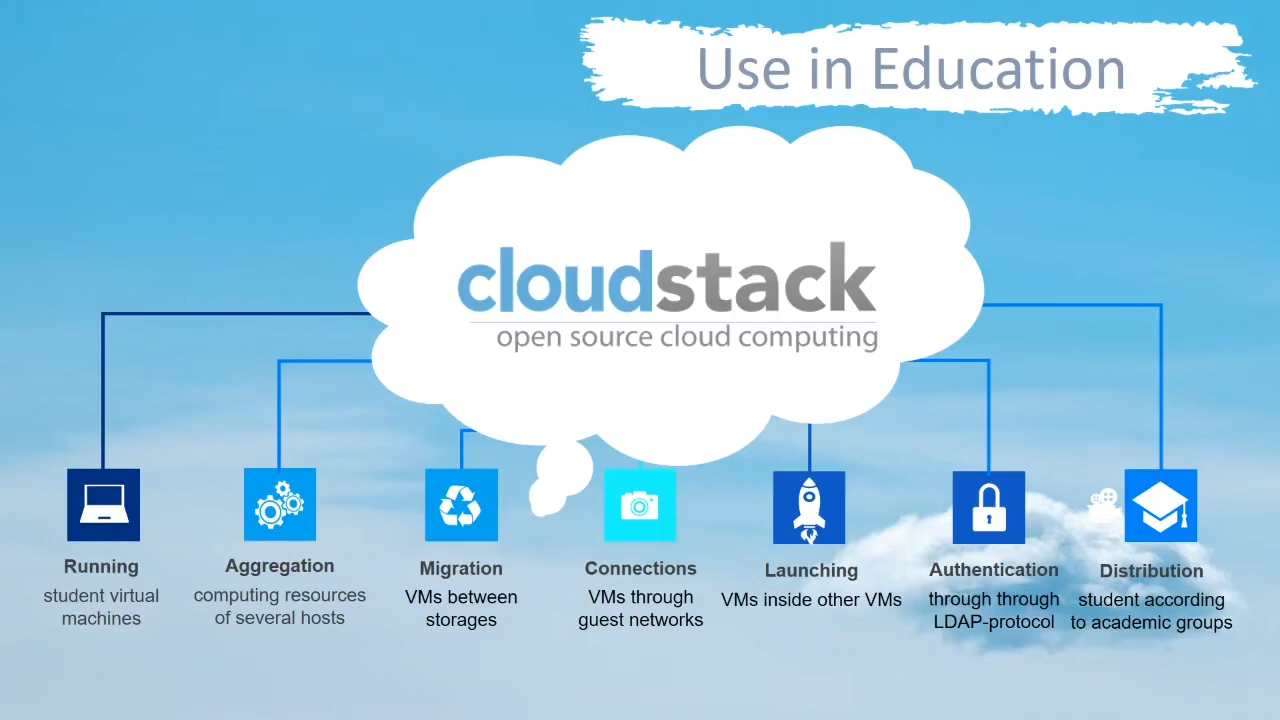 Use in Education
cloudstack
open source cloud computing
Running
student virtual
machines
Aggregation
computing resources
of several hosts
Migration
VMs between
storages
Connections
VMs through
guest networks
Launching
VMs inside other VMs
Authentication
through through
LDAP-protocol
Distribution
student according
to academic groups